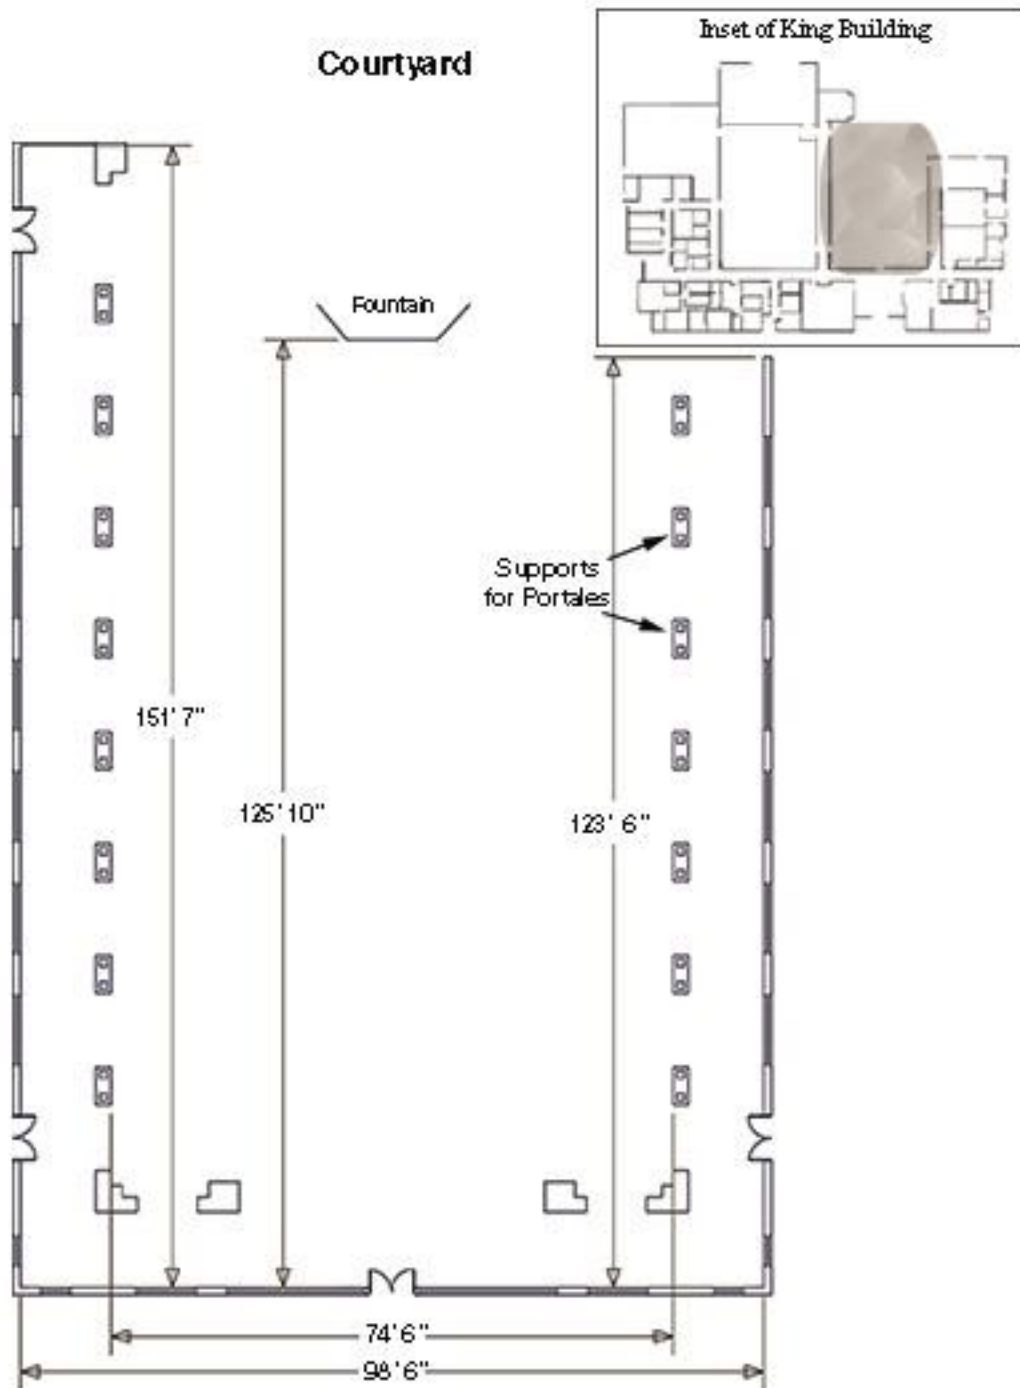 Courtyard
Inset of King Building
Fountain
Supports
for Portales
151' 7"
125' 10"
123' 6"
74' 6"
98' 6"